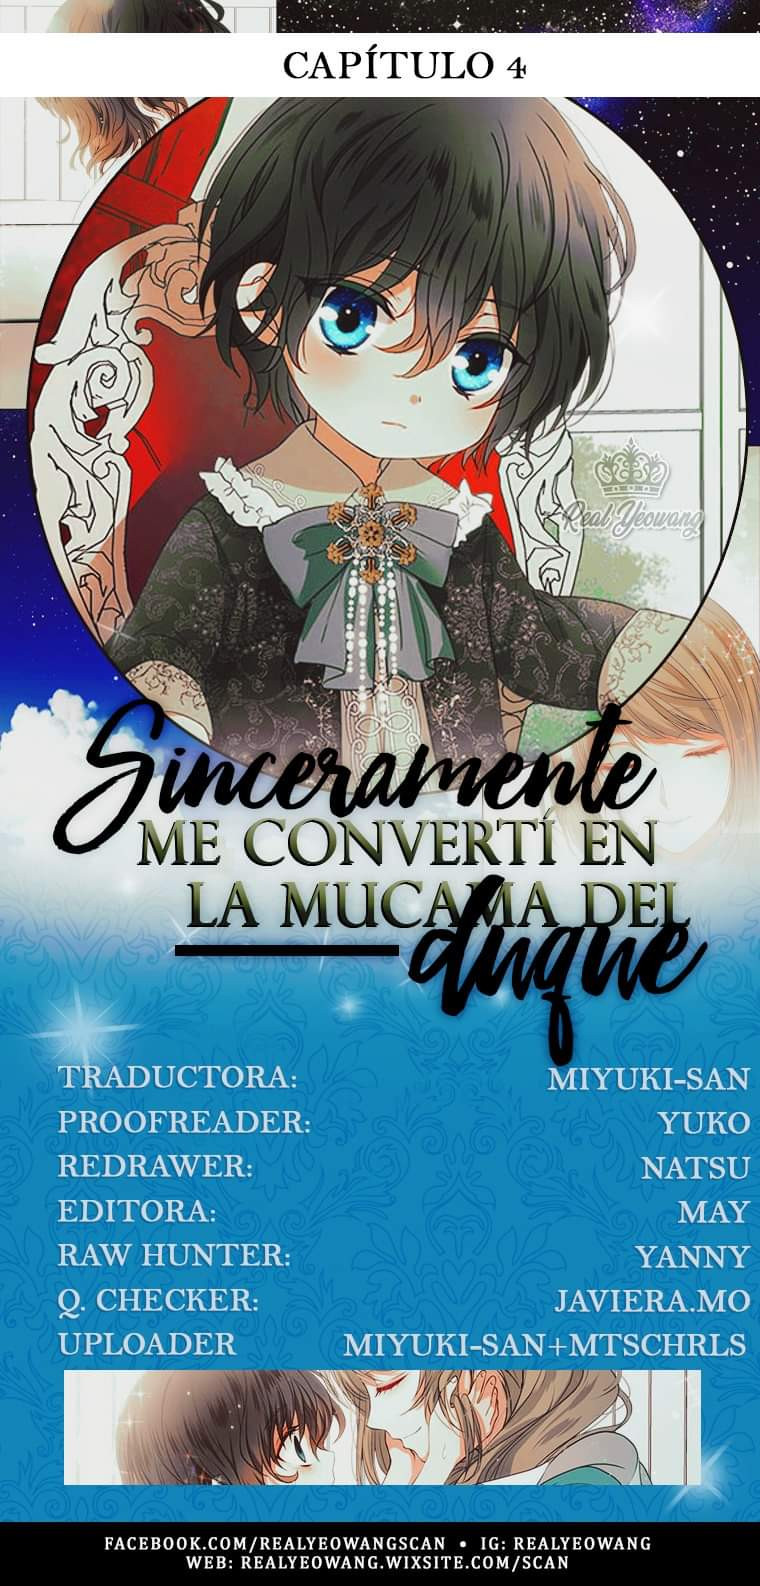 CAPÍTULO 4
Real Yeowang
Sinceramente
ME CONVERTÍ EN
LA MUCAMA DEL
duque
TRADUCTORA: MIYUKI-SAN
PROOFREADER: YUKO
REDRAWER: NATSU
EDITORA: MAY
RAW HUNTER: YANNY
Q. CHECKER: JAVIERA.MO
UPLOADER MIYUKI-SAN+MTSCHRLS
FACEBOOK.COM/REALYEOWANGSCAN • IG: REALYEOWANG
WEB: REALYEOWANG.WIXSITE.COM/SCAN